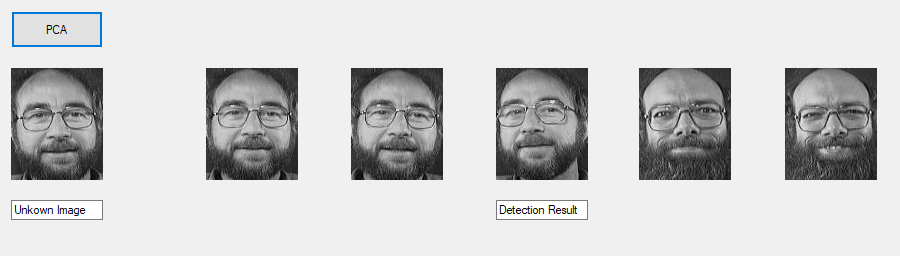 PCA
Unkown Image
Detection Result